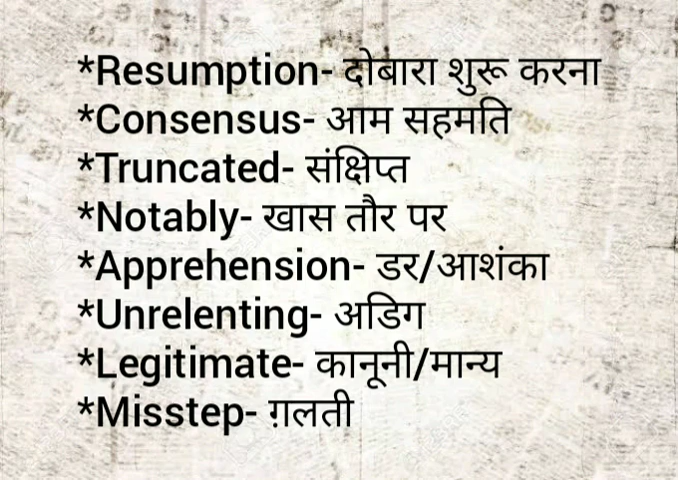 *Resumption- दोबारा शुरू करना
*Consensus- आम सहमति
*Truncated- संक्षिप्त
*Notably- खास तौर पर
*Apprehension- डर/आशंका
*Unrelenting- अडिग
*Legitimate- कानूनी/मान्य
*Misstep- ग़लती